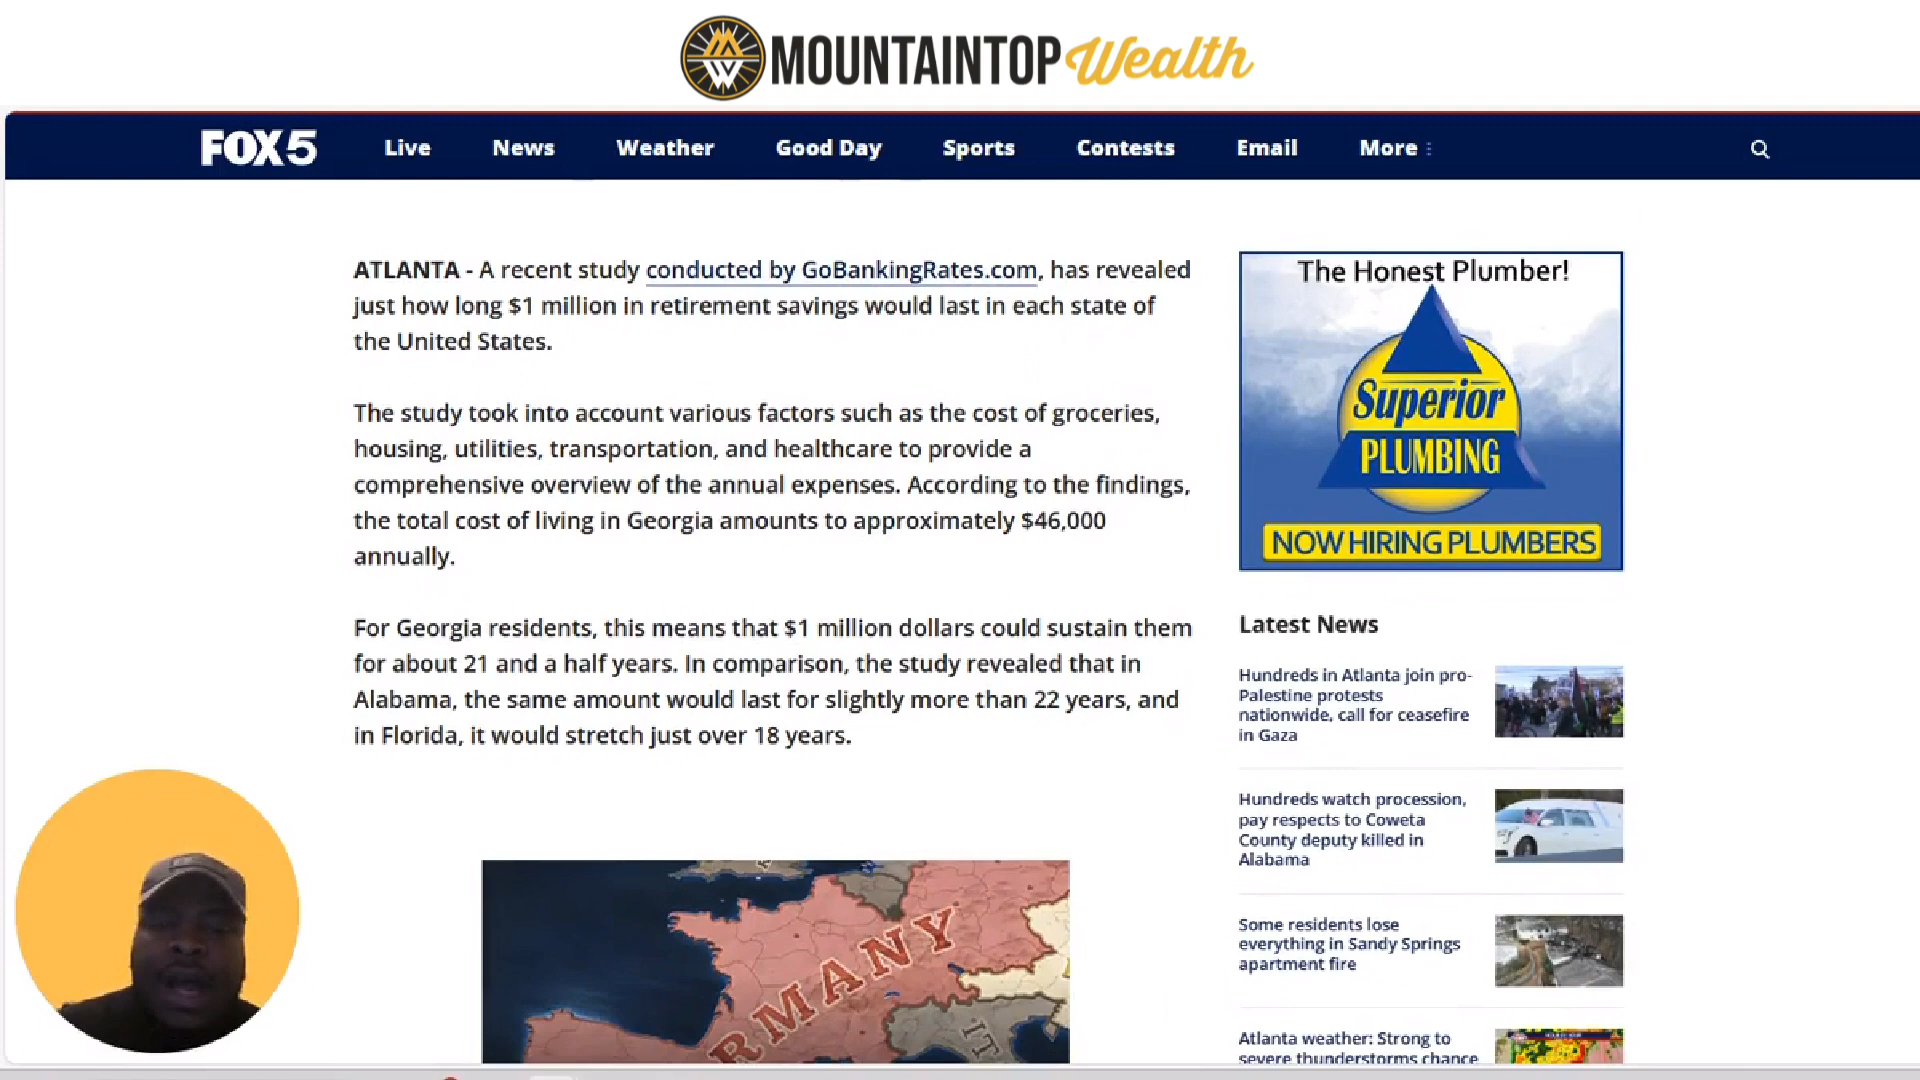 MOUNTAINTOP Wealth
FOX 5 Live News Weather Good Day Sports Contests Email More
ATLANTA - A recent study conducted by GoBankingRates.com, has revealed
just how long $1 million in retirement savings would last in each state of
the United States.
The study took into account various factors such as the cost of groceries,
housing, utilities, transportation, and healthcare to provide a
comprehensive overview of the annual expenses. According to the findings,
the total cost of living in Georgia amounts to approximately $46,000
annually.
For Georgia residents, this means that $1 million dollars could sustain them
for about 21 and a half years. In comparison, the study revealed that in
Alabama, the same amount would last for slightly more than 22 years, and
in Florida, it would stretch just over 18 years.
RMANY
IT
The Honest Plumber!
Superior
PLUMBING
NOW HIRING PLUMBERS
Latest News
Hundreds in Atlanta join pro-
Palestine protests
nationwide, call for ceasefire
in Gaza
Hundreds watch procession,
pay respects to Coweta
County deputy killed in
Alabama
Some residents lose
everything in Sandy Springs
apartment fire
Atlanta weather: Strong to
severe thunderstorms chance